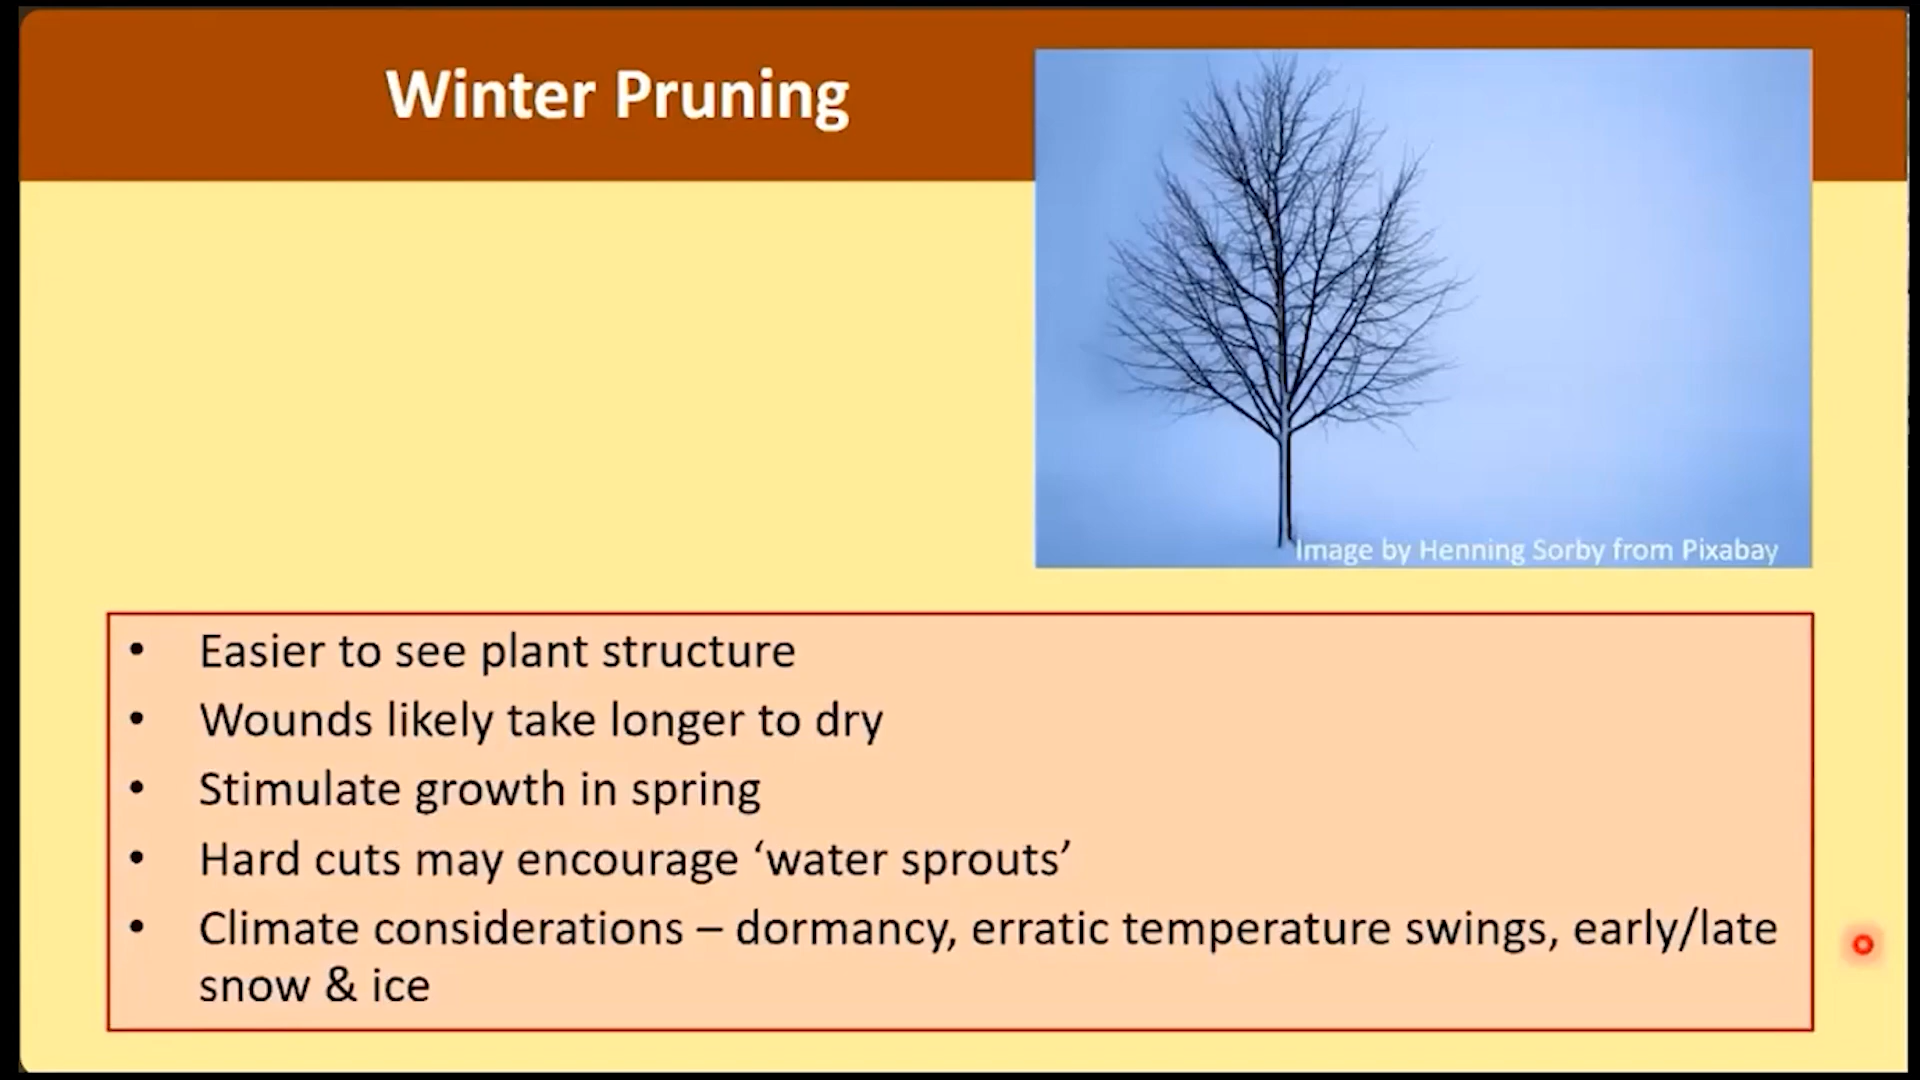 Winter Pruning
Image by Henning Sorby from Pixabay
• Easier to see plant structure
• Wounds likely take longer to dry
• Stimulate growth in spring
• Hard cuts may encourage ‘water sprouts’
• Climate considerations – dormancy, erratic temperature swings, early/late
snow & ice